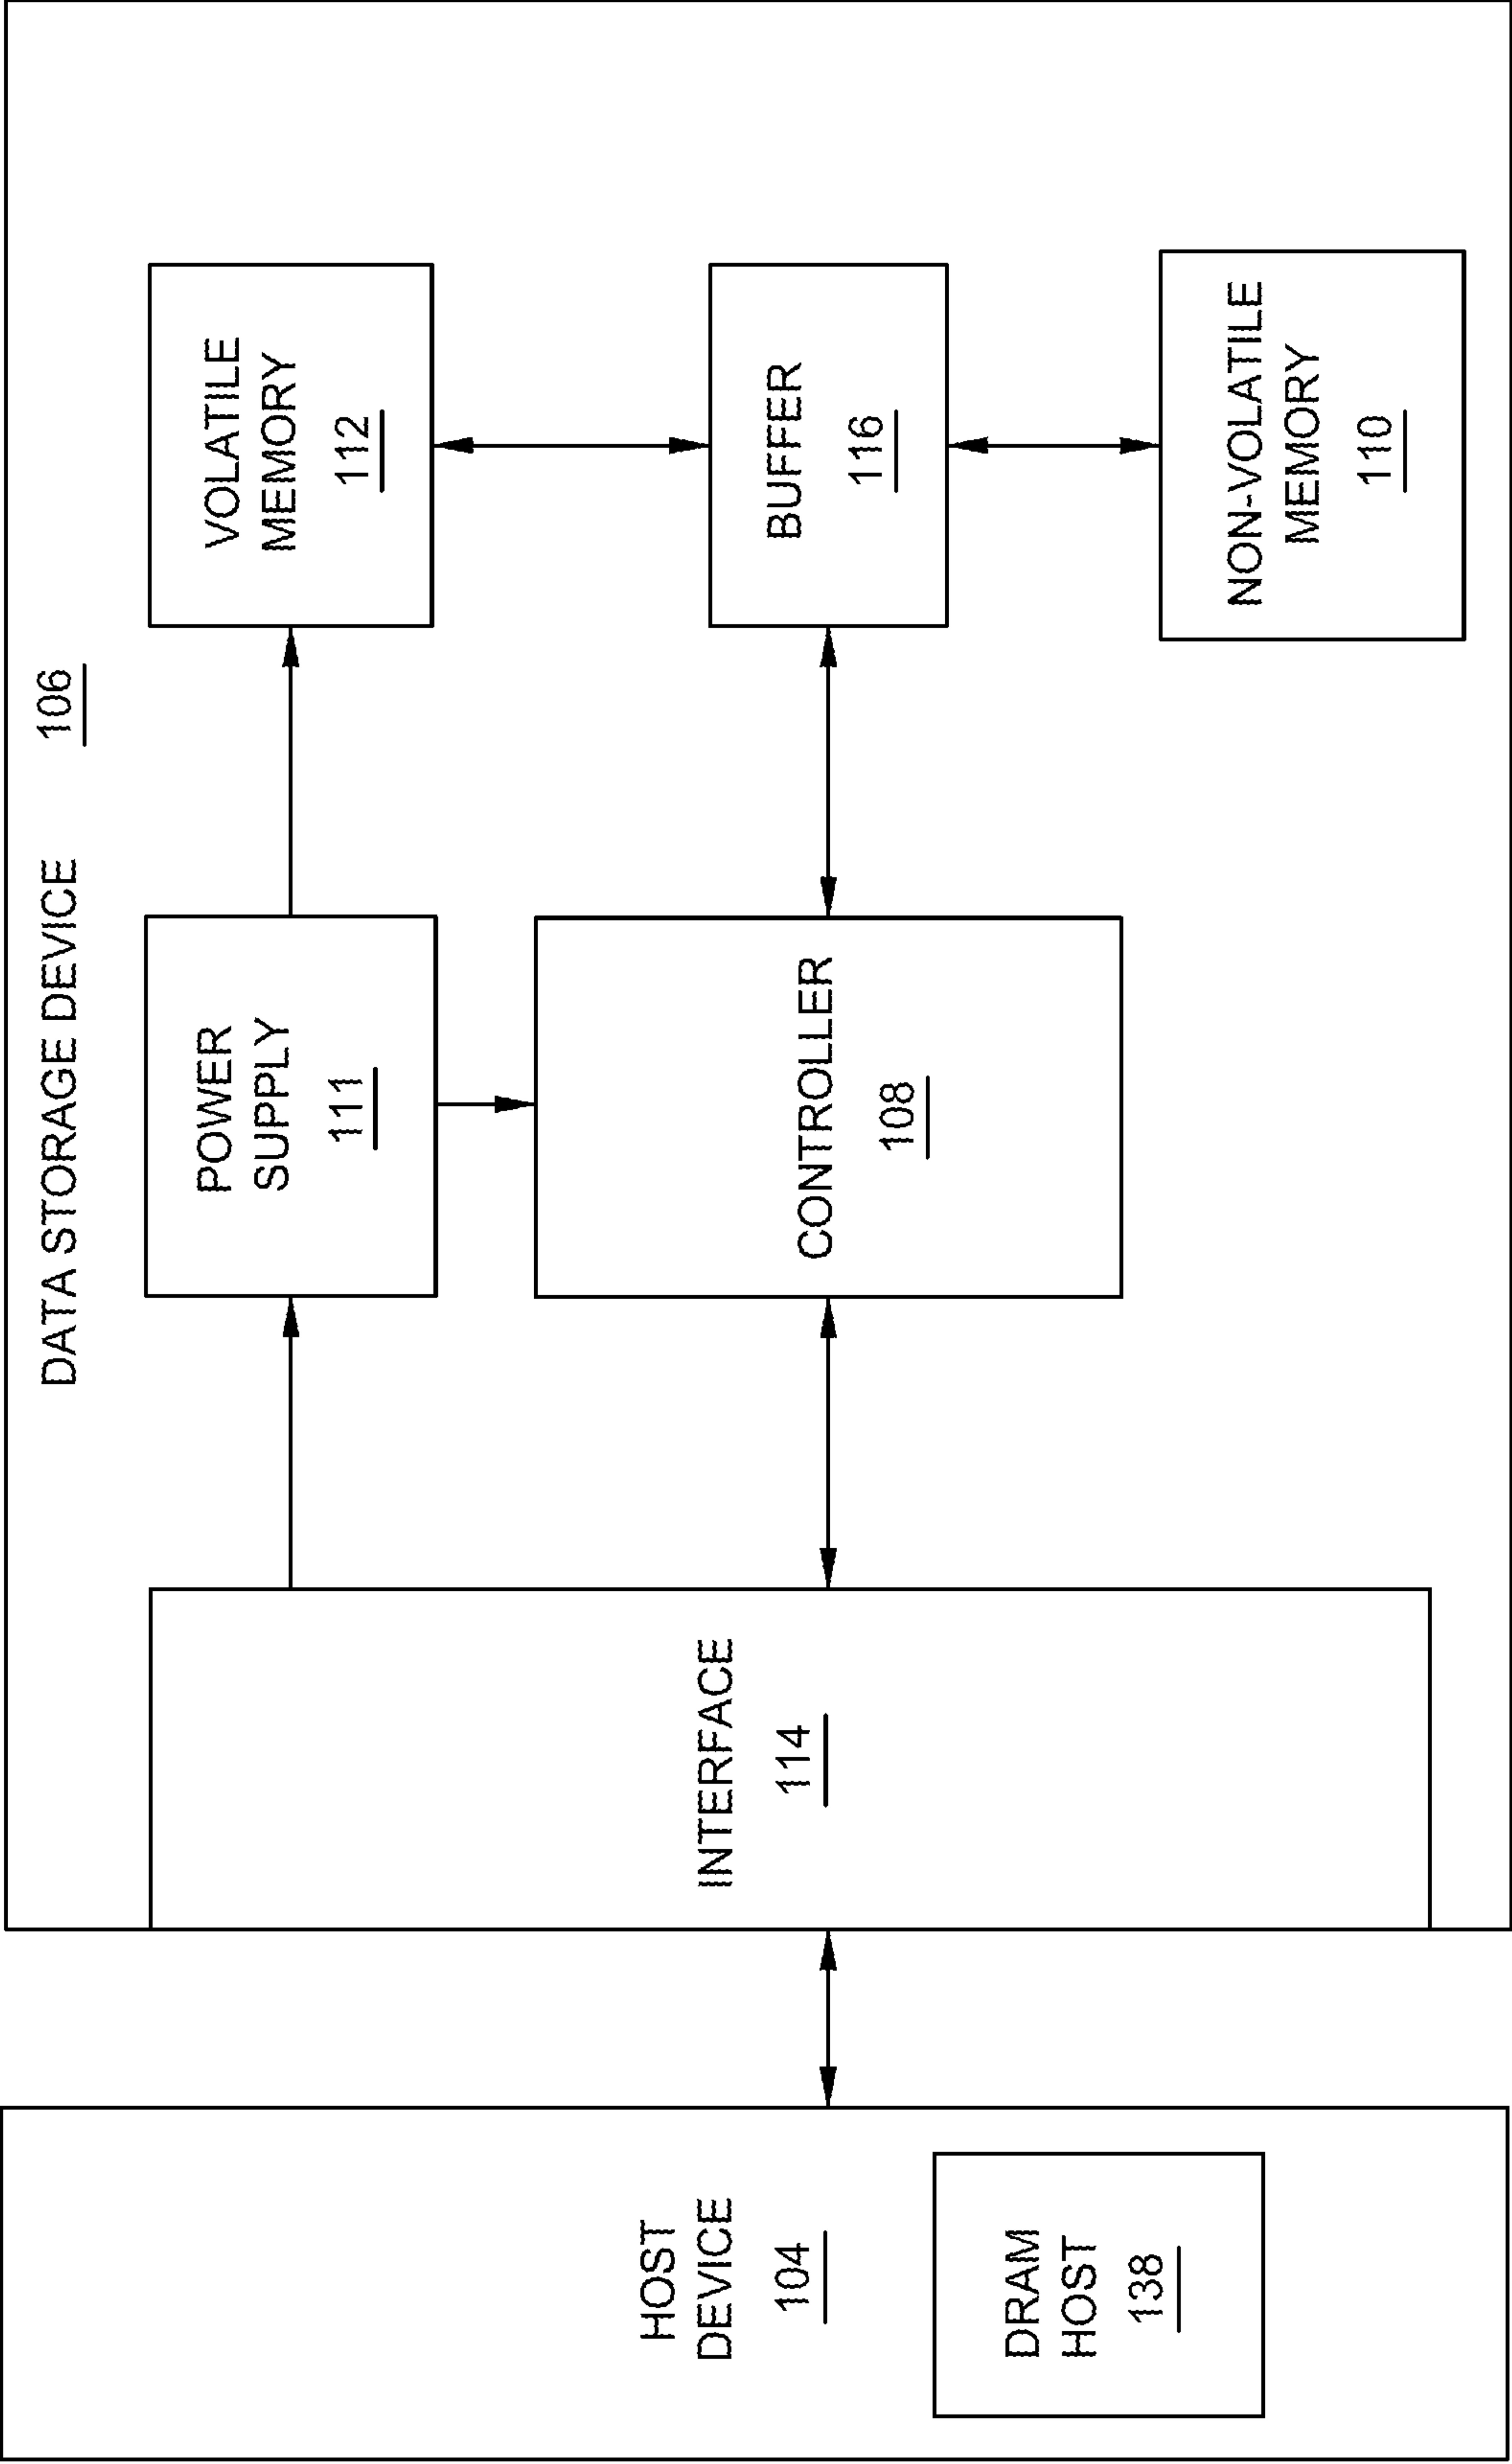 DATA STORAGE DEVICE 106
HOST
DEVICE
104
DRAM
HOST
138
INTERFACE
114
POWER
SUPPLY
111
CONTROLLER
108
VOLATILE
MEMORY
112
BUFFER
116
NON-VOLATILE
MEMORY
110